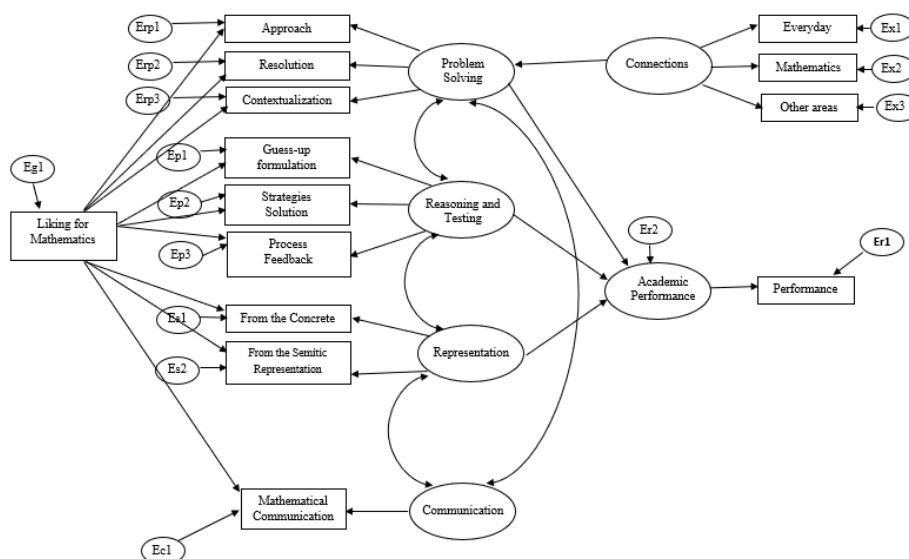 Erp1
Approach
Everyday
Ex1
Erp2
Resolution
Problem
Solving
Connections
Mathematics
Ex2
Erp3
Contextualization
Other areas
Ex3
Ep1
Guess-up
formulation
Eg1
Ep2
Strategies
Solution
Reasoning and
Testing
Liking for
Mathematics
Er2
Er1
Ep3
Process
Feedback
Academic
Performance
Performance
Es1
From the Concrete
Es2
From the Semitic
Representation
Representation
Mathematical
Communication
Communication
Ec1